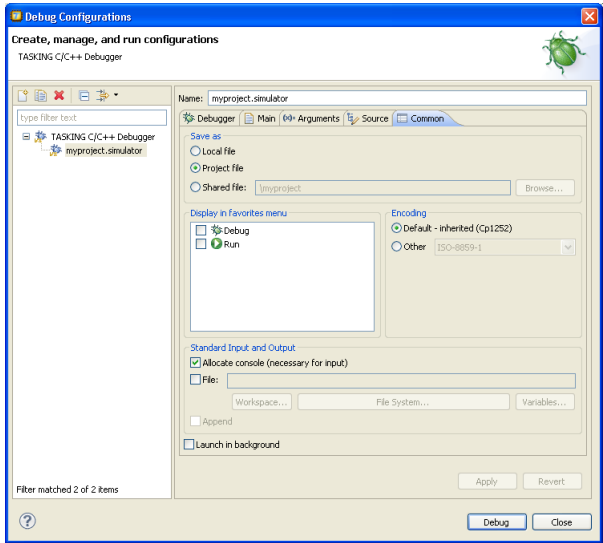 Debug Configurations
Create, manage, and run configurations
TASKING C/C++ Debugger
type filter text
TASKING C/C++ Debugger
myproject.simulator
Filter matched 2 of 2 items
Name: myproject.simulator
Debugger Main Arguments Source Common
Save as
Local file
Project file
Shared file: \myproject Browse...
Display in favorites menu
Debug
Run
Encoding
Default - inherited (Cp1252)
Other ISO-8859-1
Standard Input and Output
Allocate console (necessary for input)
File:
Workspace... File System... Variables...
Append
Launch in background
Apply Revert
Debug Close